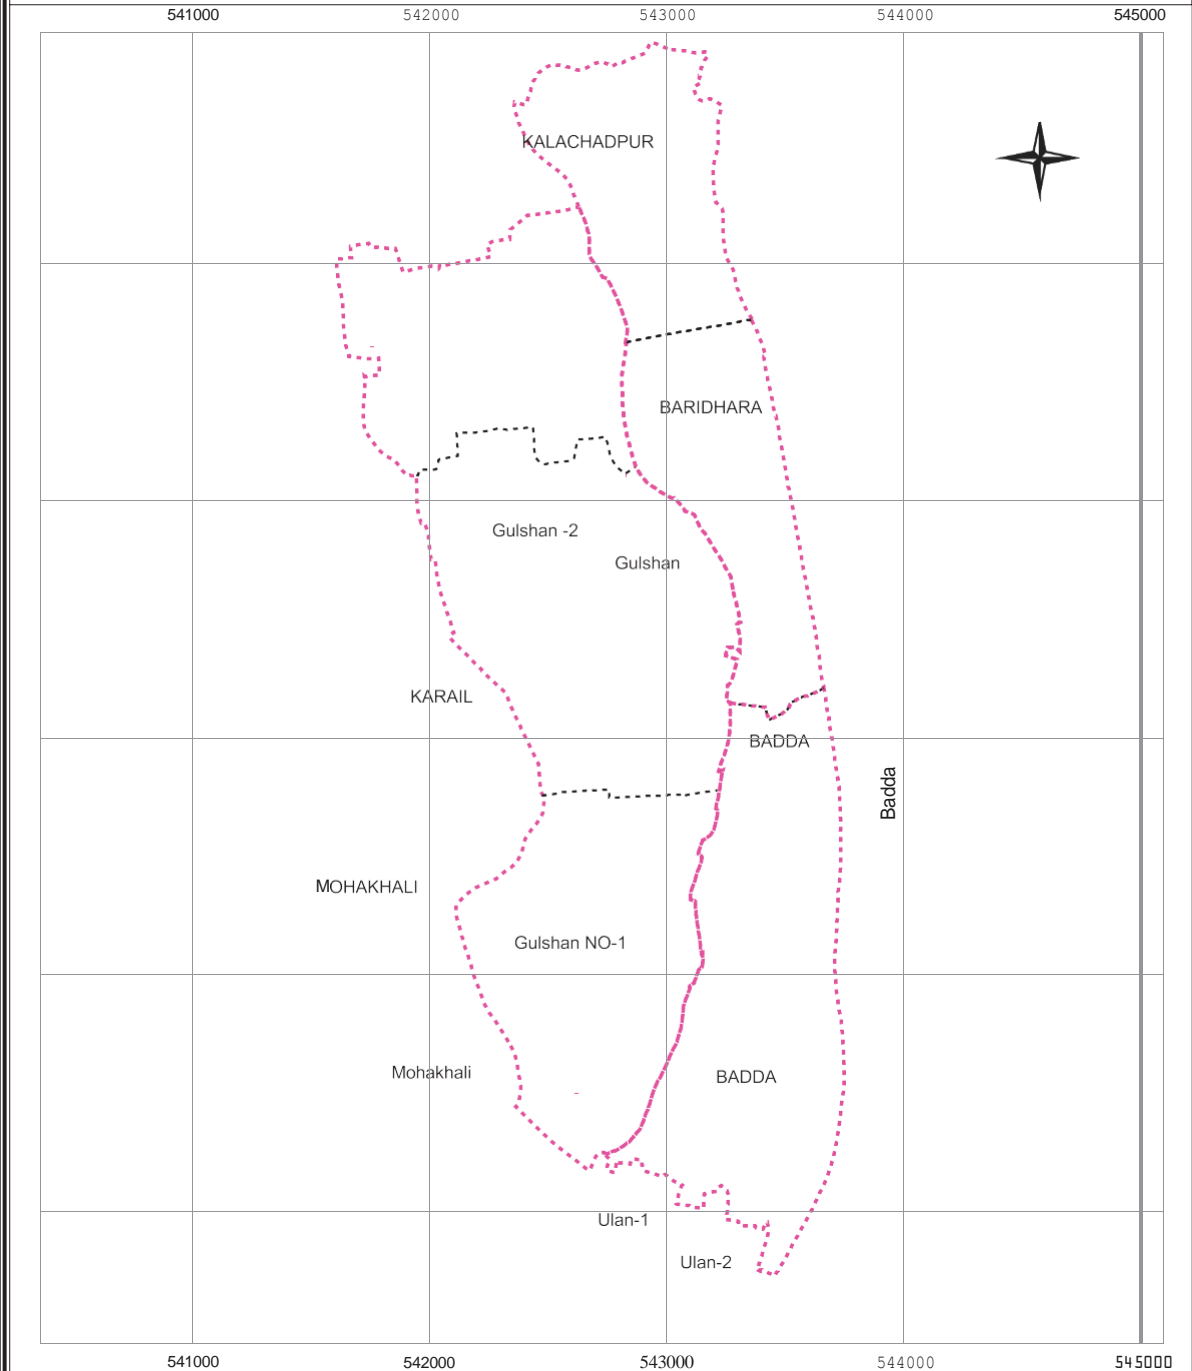 541000 542000 543000 544000 545000
KALACHADPUR
BARIDHARA
Gulshan -2
Gulshan
KARAIL
BADDA
Badda
MOHAKHALI
Gulshan NO-1
Mohakhali
BADDA
Ulan-1
Ulan-2
541000 542000 543000 544000 545000